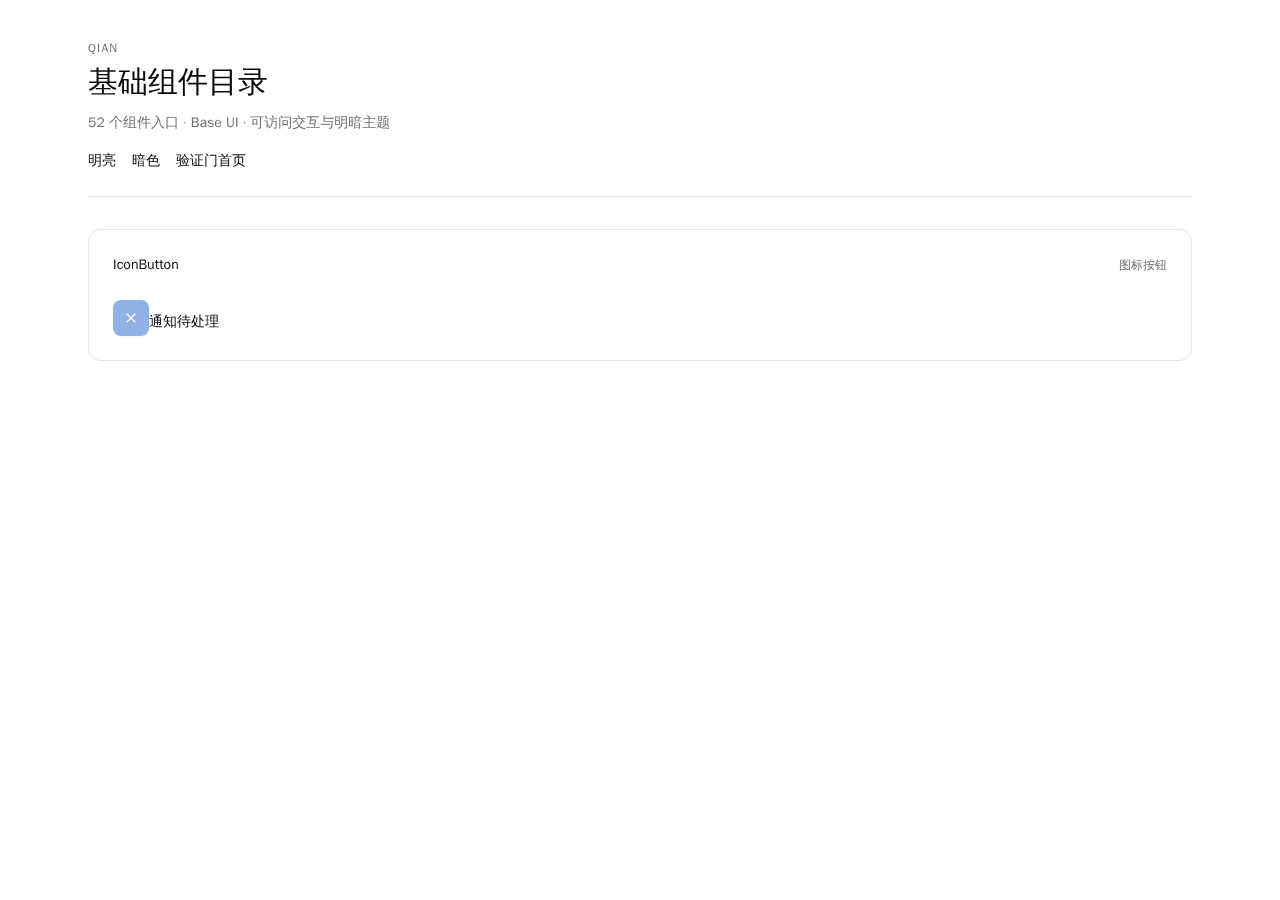 QIAN
基础组件目录
52 个组件入口 · Base UI · 可访问交互与明暗主题
明亮 暗色 验证门首页
IconButton 图标按钮
通知待处理